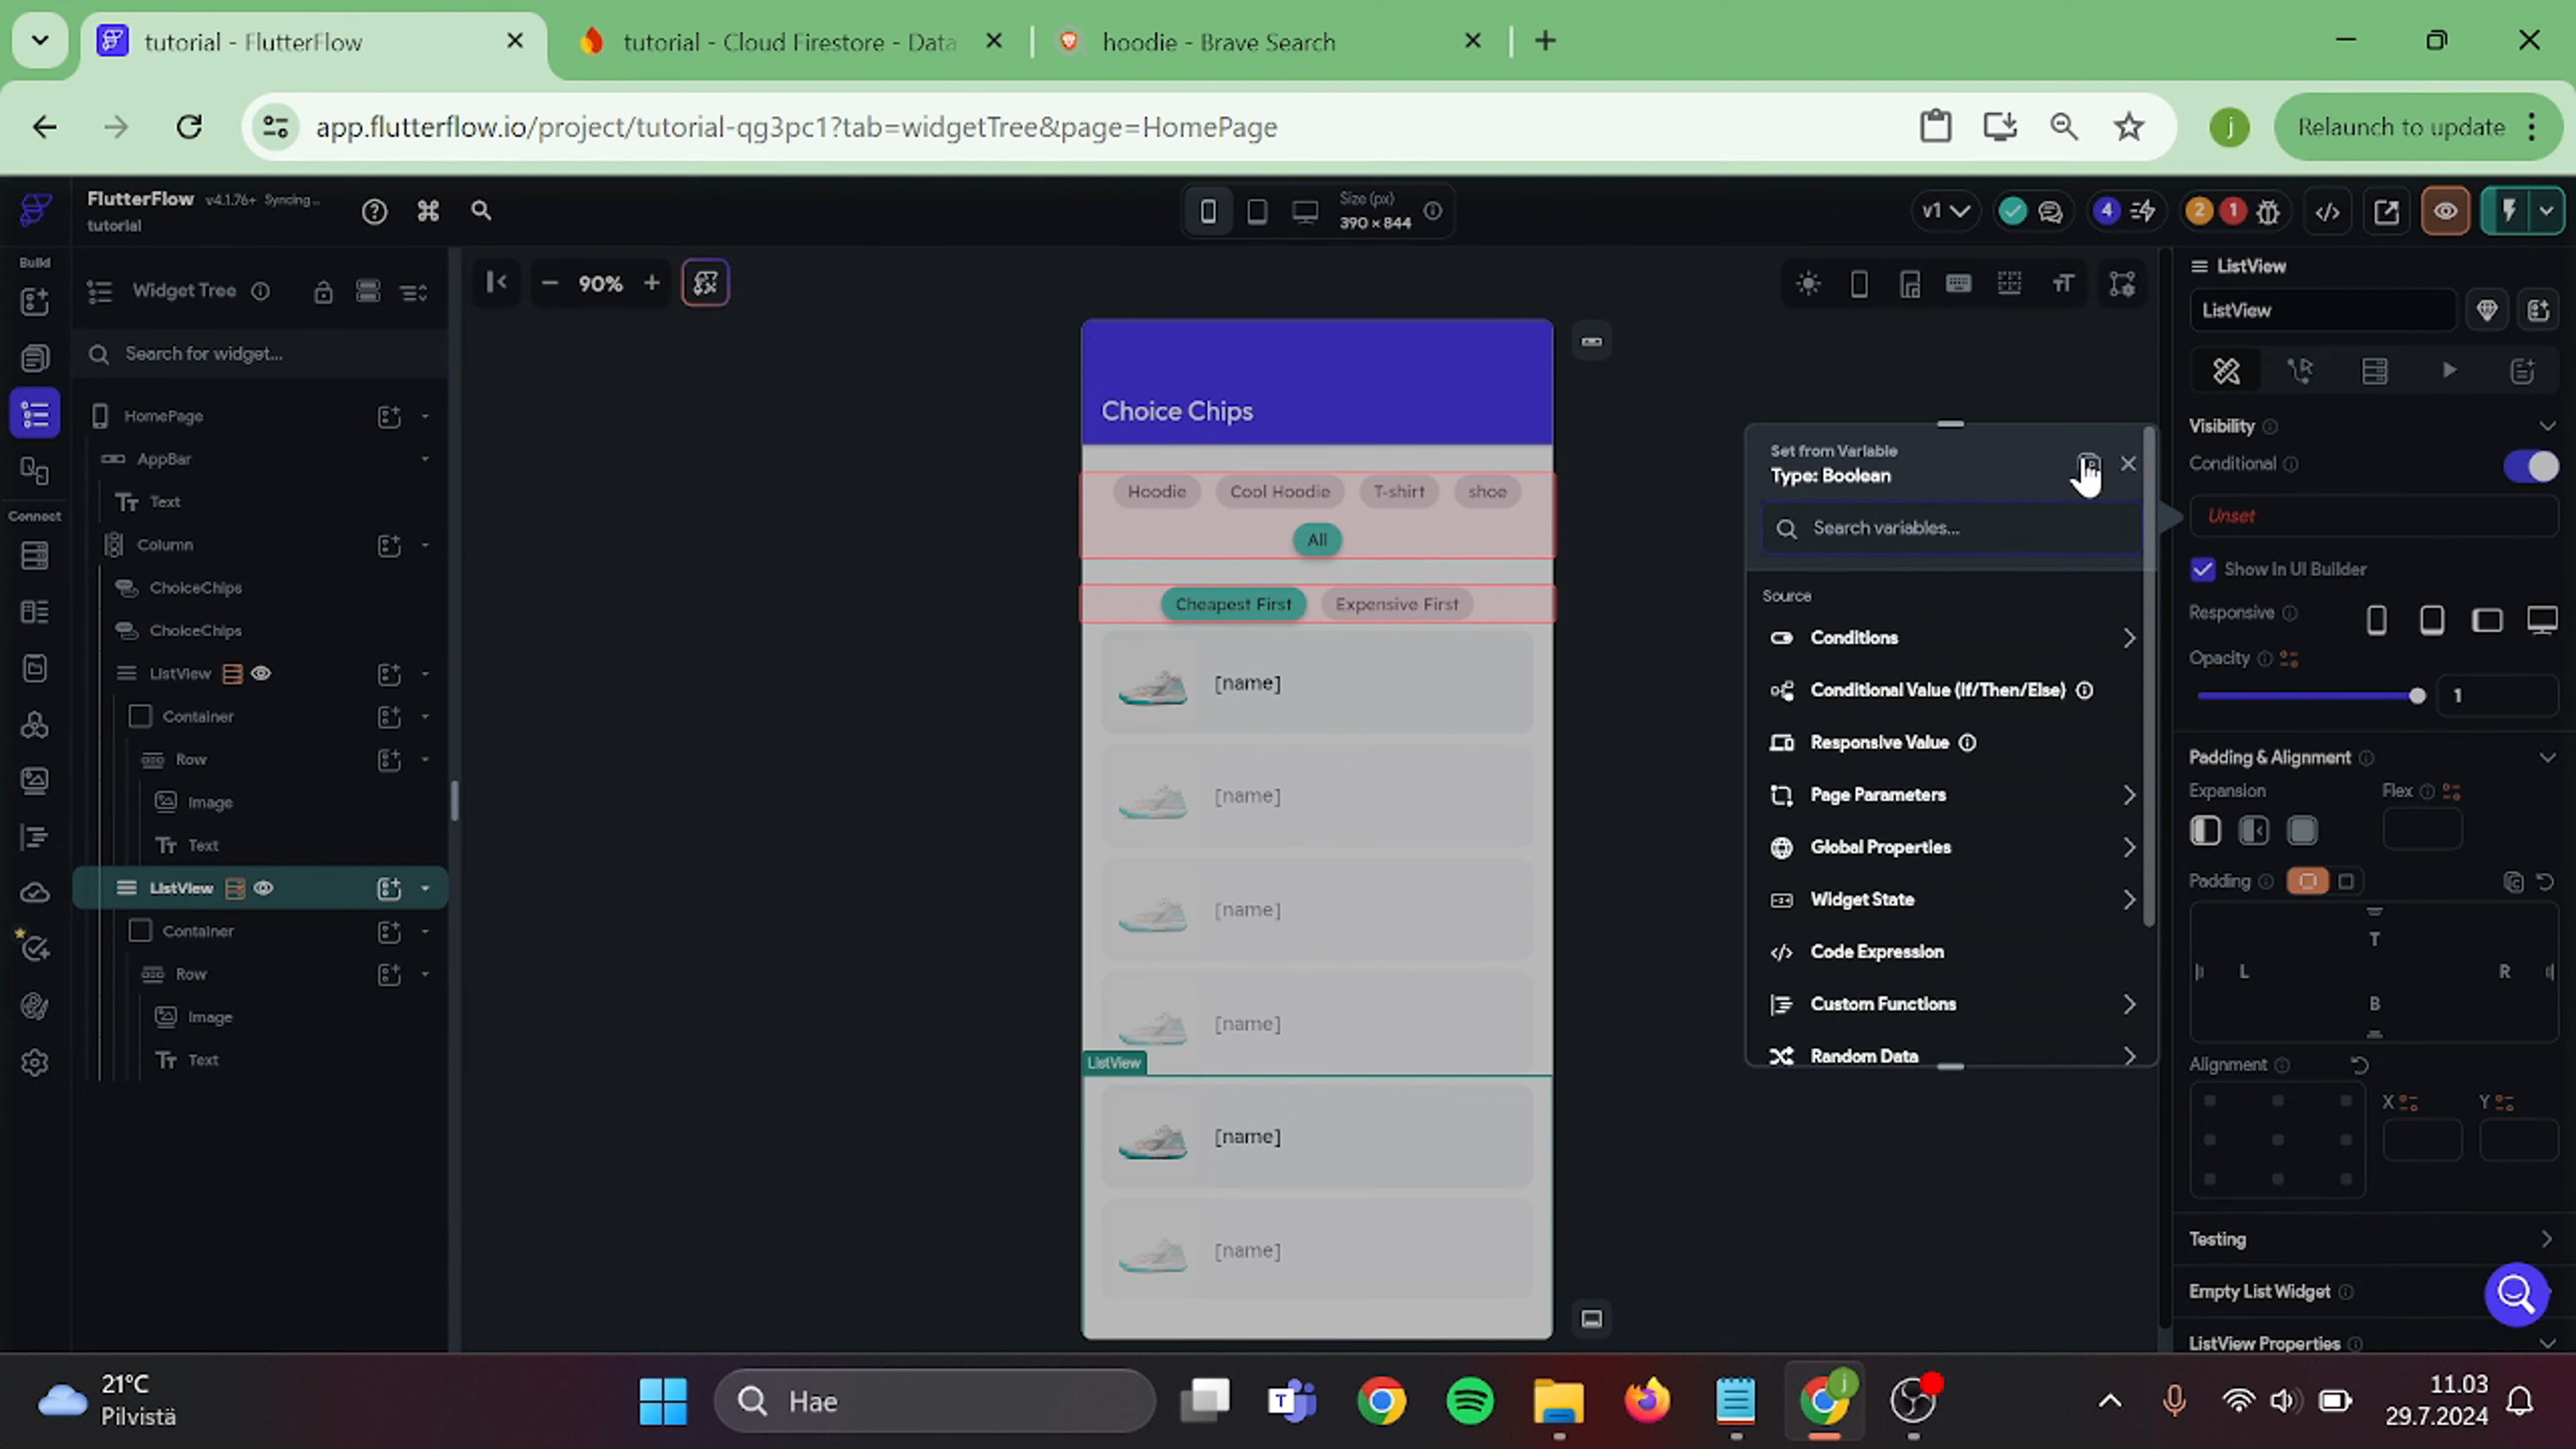 tutorial - FlutterFlow
tutorial - Cloud Firestore - Data
hoodie - Brave Search
app.flutterflow.io/project/tutorial-qg3pc1?tab=widgetTree&page=HomePage
j
Relaunch to update
FlutterFlow v4.1.76+ Syncing...
tutorial
Size (px)
390 × 844
v1
4
2
1
Build
Widget Tree
90%
Search for widget...
HomePage
AppBar
Text
Connect
Column
ChoiceChips
ChoiceChips
ListView
Container
Row
Image
Text
ListView
Container
Row
Image
Text
Choice Chips
Hoodie
Cool Hoodie
T-shirt
shoe
All
Cheapest First
Expensive First
[name]
[name]
[name]
[name]
ListView
[name]
[name]
Set from Variable
Type: Boolean
Search variables...
Source
Conditions
Conditional Value (If/Then/Else)
Responsive Value
Page Parameters
Global Properties
Widget State
Code Expression
Custom Functions
Random Data
ListView
ListView
Visibility
Conditional
Unset
Show In UI Builder
Responsive
Opacity
1
Padding & Alignment
Expansion
Flex
Padding
T
L
R
B
Alignment
X
Y
Testing
Empty List Widget
ListView Properties
21°C
Pilvistä
Hae
T
j
11.03
29.7.2024